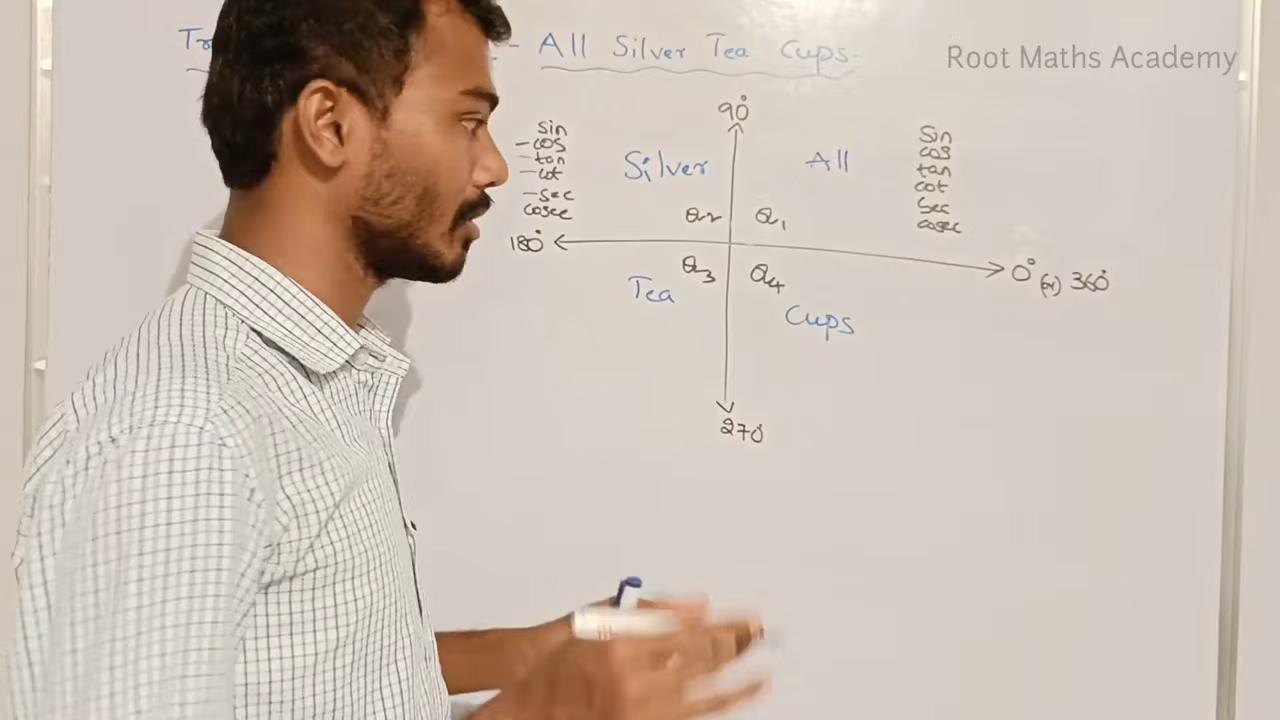 Tr - All Silver Tea Cups.
Root Maths Academy
90°
sin
-cos
-tan
-cot
-sec
cosec
Silver
All
Sin
cos
tan
cot
Sec
cosec
Q2
Q1
180°
0° (or) 360°
Q3
Q4
Tea
Cups
270°